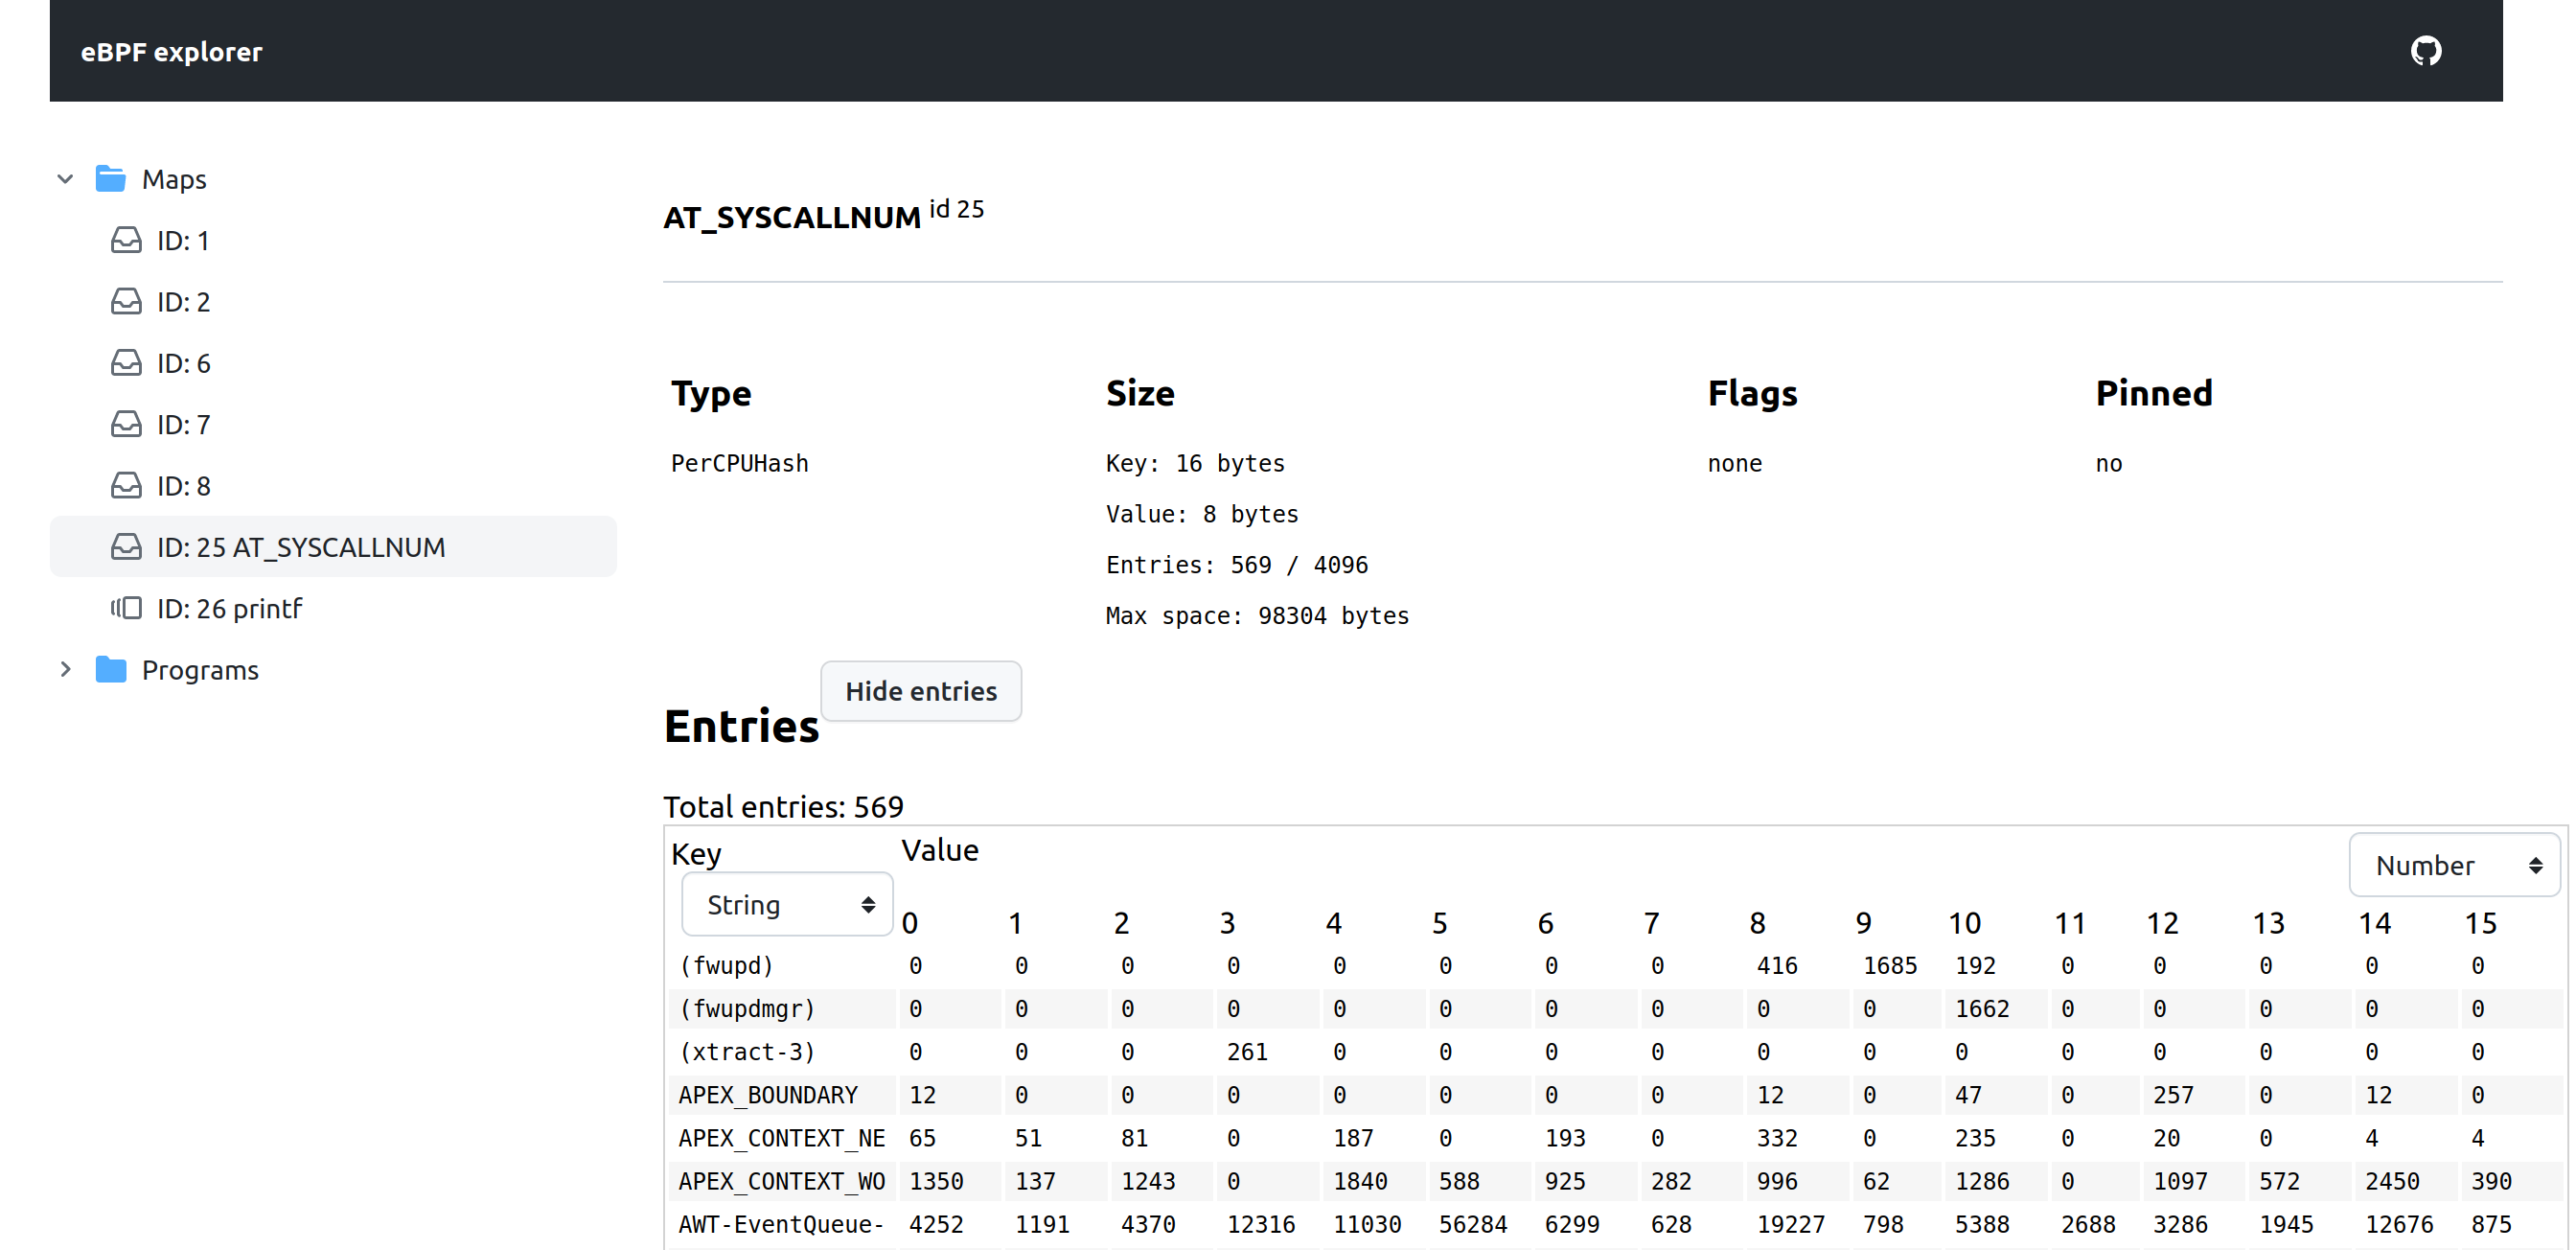 eBPF explorer
Maps
ID: 1
ID: 2
ID: 6
ID: 7
ID: 8
ID: 25 AT_SYSCALLNUM
ID: 26 printf
Programs
AT_SYSCALLNUM id 25
Type Size Flags Pinned
PerCPUHash Key: 16 bytes none no
Value: 8 bytes
Entries: 569 / 4096
Max space: 98304 bytes
Entries Hide entries
Total entries: 569
Key Value Number
String 0 1 2 3 4 5 6 7 8 9 10 11 12 13 14 15
(fwupd) 0 0 0 0 0 0 0 0 416 1685 192 0 0 0 0 0
(fwupdmgr) 0 0 0 0 0 0 0 0 0 0 1662 0 0 0 0 0
(xtract-3) 0 0 0 261 0 0 0 0 0 0 0 0 0 0 0 0
APEX_BOUNDARY 12 0 0 0 0 0 0 0 12 0 47 0 257 0 12 0
APEX_CONTEXT_NE 65 51 81 0 187 0 193 0 332 0 235 0 20 0 4 4
APEX_CONTEXT_WO 1350 137 1243 0 1840 588 925 282 996 62 1286 0 1097 572 2450 390
AWT-EventQueue- 4252 1191 4370 12316 11030 56284 6299 628 19227 798 5388 2688 3286 1945 12676 875